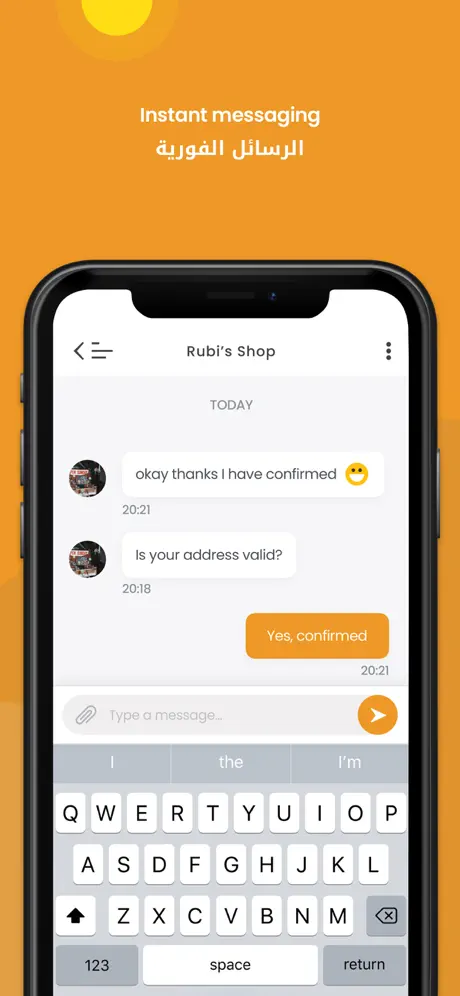 Instant messaging
الرسائل الفورية
Rubi's Shop
TODAY
okay thanks I have confirmed 😀
20:21
Is your address valid?
20:18
Yes, confirmed
20:21
Type a message...
I the I'm
Q W E R T Y U I O P
A S D F G H J K L
Z X C V B N M
123 space return